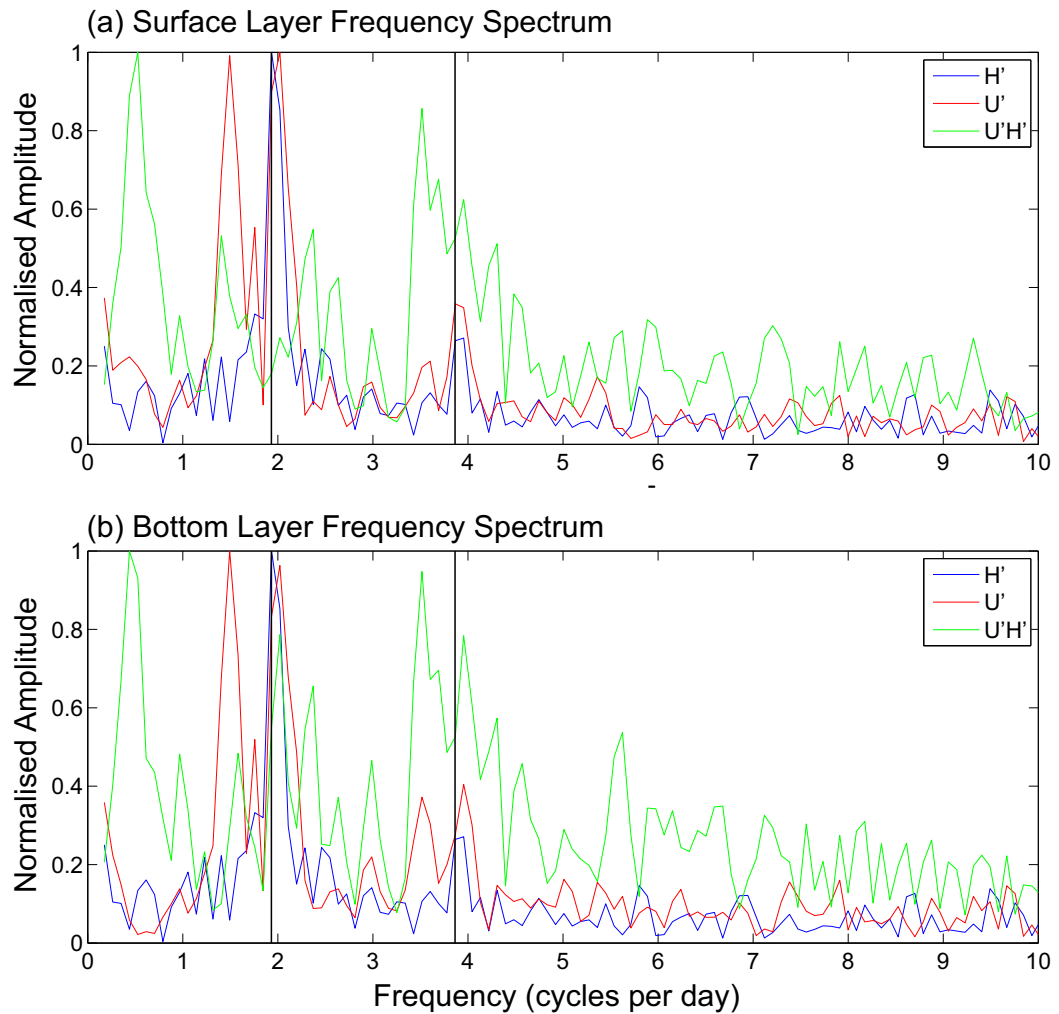 (a) Surface Layer Frequency Spectrum
Normalised Amplitude
1
0.8
0.6
0.4
0.2
0
H'
U'
U'H'
0 1 2 3 4 5 6 7 8 9 10
-
(b) Bottom Layer Frequency Spectrum
Normalised Amplitude
1
0.8
0.6
0.4
0.2
0
H'
U'
U'H'
0 1 2 3 4 5 6 7 8 9 10
Frequency (cycles per day)